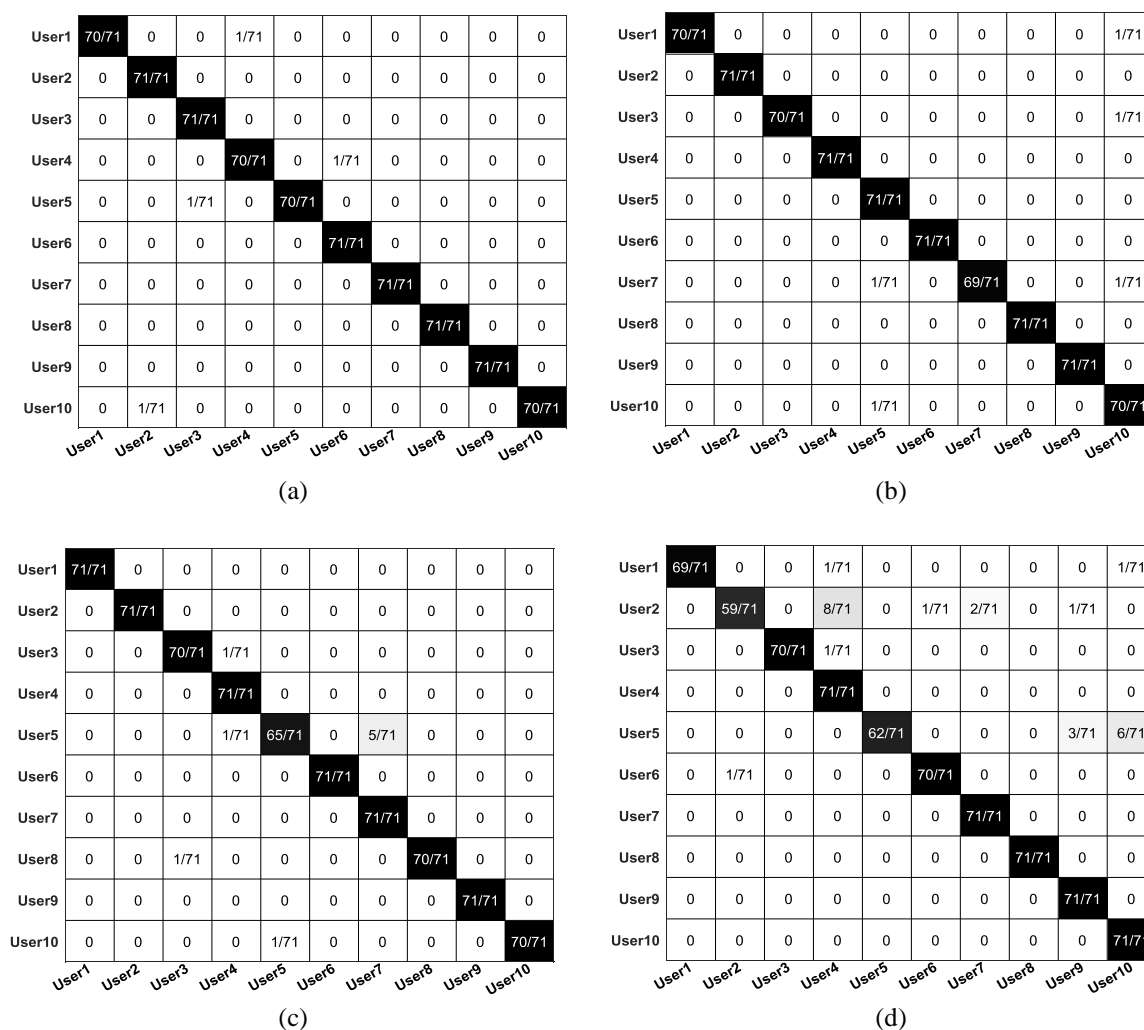 User1 70/71 0 0 1/71 0 0 0 0 0 0
User2 0 71/71 0 0 0 0 0 0 0 0
User3 0 0 71/71 0 0 0 0 0 0 0
User4 0 0 0 70/71 0 1/71 0 0 0 0
User5 0 0 1/71 0 70/71 0 0 0 0 0
User6 0 0 0 0 0 71/71 0 0 0 0
User7 0 0 0 0 0 0 71/71 0 0 0
User8 0 0 0 0 0 0 0 71/71 0 0
User9 0 0 0 0 0 0 0 0 71/71 0
User10 0 1/71 0 0 0 0 0 0 0 70/71
User1 User2 User3 User4 User5 User6 User7 User8 User9 User10
(a)
User1 70/71 0 0 0 0 0 0 0 0 1/71
User2 0 71/71 0 0 0 0 0 0 0 0
User3 0 0 70/71 0 0 0 0 0 0 1/71
User4 0 0 0 71/71 0 0 0 0 0 0
User5 0 0 0 0 71/71 0 0 0 0 0
User6 0 0 0 0 0 71/71 0 0 0 0
User7 0 0 0 0 1/71 0 69/71 0 0 1/71
User8 0 0 0 0 0 0 0 71/71 0 0
User9 0 0 0 0 0 0 0 0 71/71 0
User10 0 0 0 0 1/71 0 0 0 0 70/71
User1 User2 User3 User4 User5 User6 User7 User8 User9 User10
(b)
User1 71/71 0 0 0 0 0 0 0 0 0
User2 0 71/71 0 0 0 0 0 0 0 0
User3 0 0 70/71 1/71 0 0 0 0 0 0
User4 0 0 0 71/71 0 0 0 0 0 0
User5 0 0 0 1/71 65/71 0 5/71 0 0 0
User6 0 0 0 0 0 71/71 0 0 0 0
User7 0 0 0 0 0 0 71/71 0 0 0
User8 0 0 1/71 0 0 0 0 70/71 0 0
User9 0 0 0 0 0 0 0 0 71/71 0
User10 0 0 0 0 1/71 0 0 0 0 70/71
User1 User2 User3 User4 User5 User6 User7 User8 User9 User10
(c)
User1 69/71 0 0 1/71 0 0 0 0 0 1/71
User2 0 59/71 0 8/71 0 1/71 2/71 0 1/71 0
User3 0 0 70/71 1/71 0 0 0 0 0 0
User4 0 0 0 71/71 0 0 0 0 0 0
User5 0 0 0 0 62/71 0 0 0 3/71 6/71
User6 0 1/71 0 0 0 70/71 0 0 0 0
User7 0 0 0 0 0 0 71/71 0 0 0
User8 0 0 0 0 0 0 0 71/71 0 0
User9 0 0 0 0 0 0 0 0 71/71 0
User10 0 0 0 0 0 0 0 0 0 71/71
User1 User2 User3 User4 User5 User6 User7 User8 User9 User10
(d)